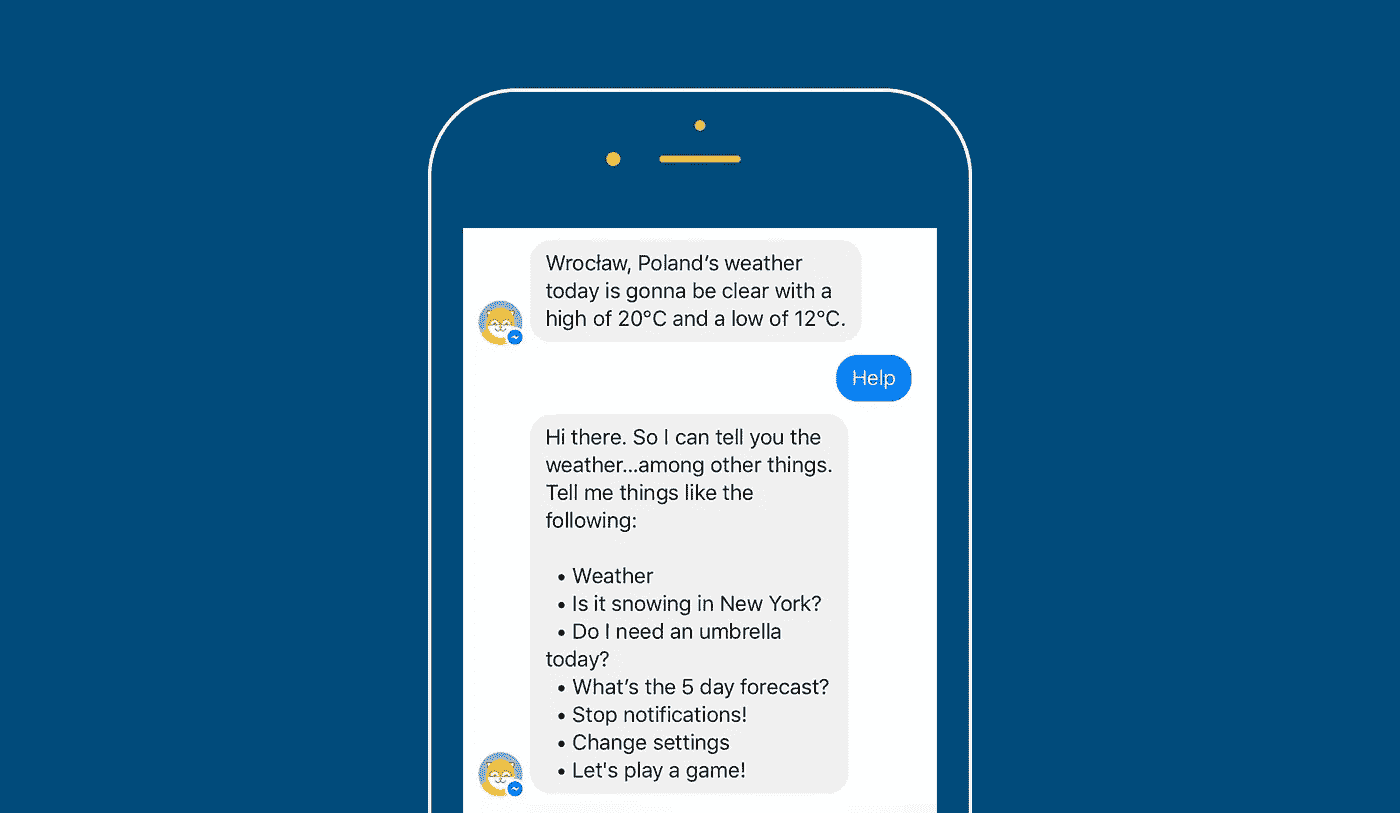 Wrocław, Poland’s weather
today is gonna be clear with a
high of 20°C and a low of 12°C.
Help
Hi there. So I can tell you the
weather...among other things.
Tell me things like the
following:
• Weather
• Is it snowing in New York?
• Do I need an umbrella
today?
• What’s the 5 day forecast?
• Stop notifications!
• Change settings
• Let's play a game!